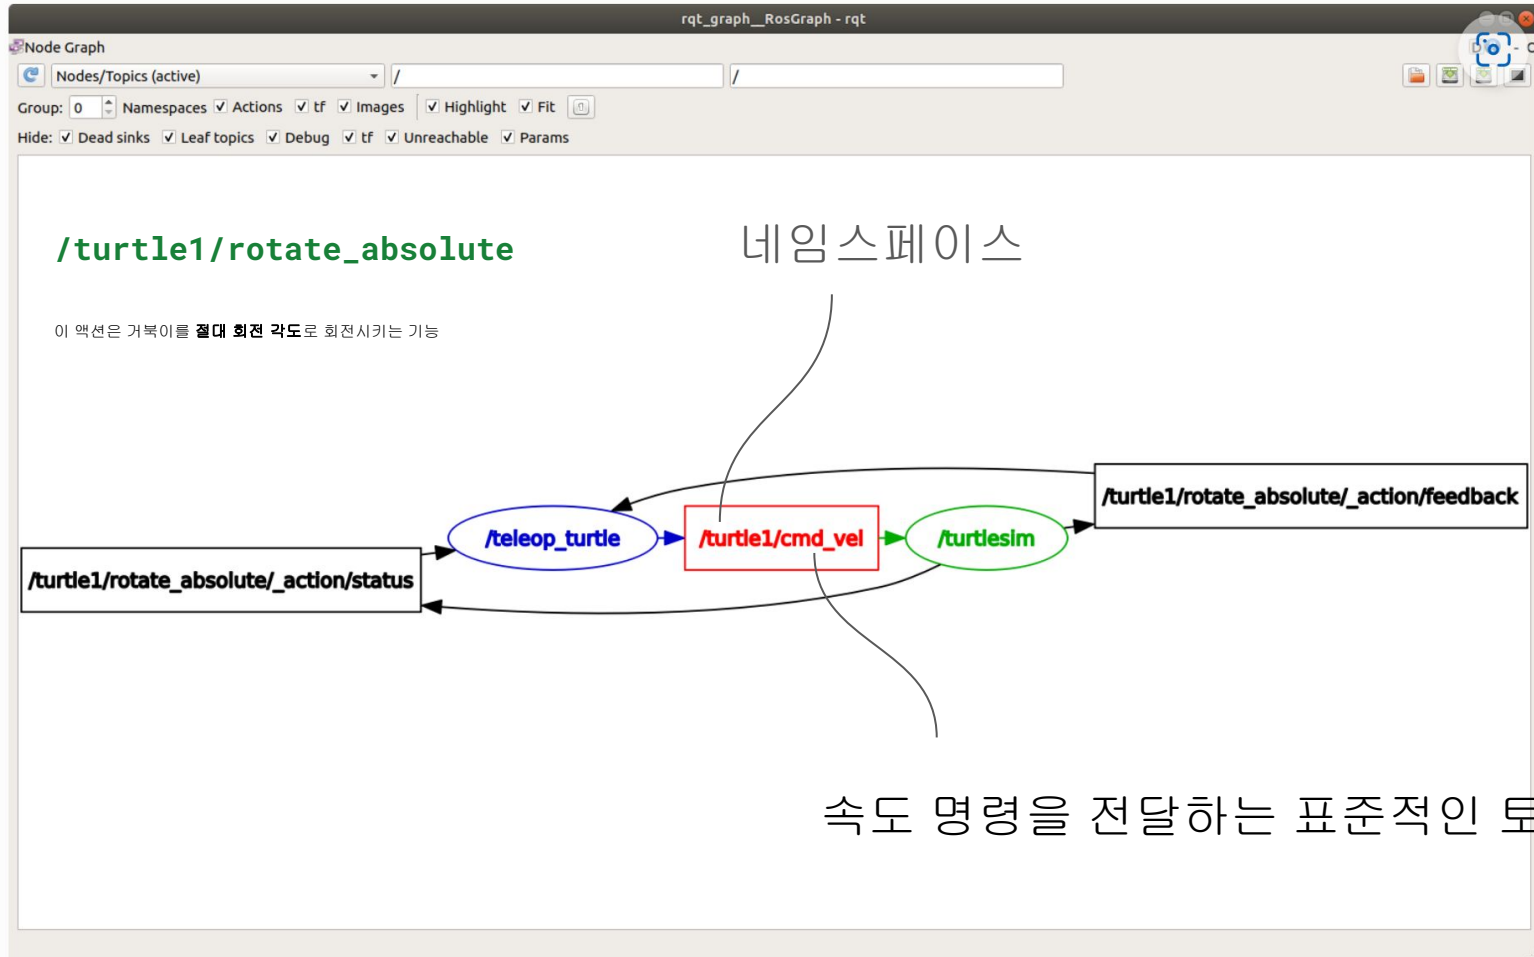 rqt_graph__RosGraph - rqt
Node Graph
Nodes/Topics (active) / /
Group: 0 Namespaces Actions tf Images Highlight Fit
Hide: Dead sinks Leaf topics Debug tf Unreachable Params
/turtle1/rotate_absolute
네임스페이스
이 액션은 거북이를 절대 회전 각도로 회전시키는 기능
/turtle1/rotate_absolute/_action/feedback
/teleop_turtle
/turtle1/cmd_vel
/turtlesim
/turtle1/rotate_absolute/_action/status
속도 명령을 전달하는 표준적인